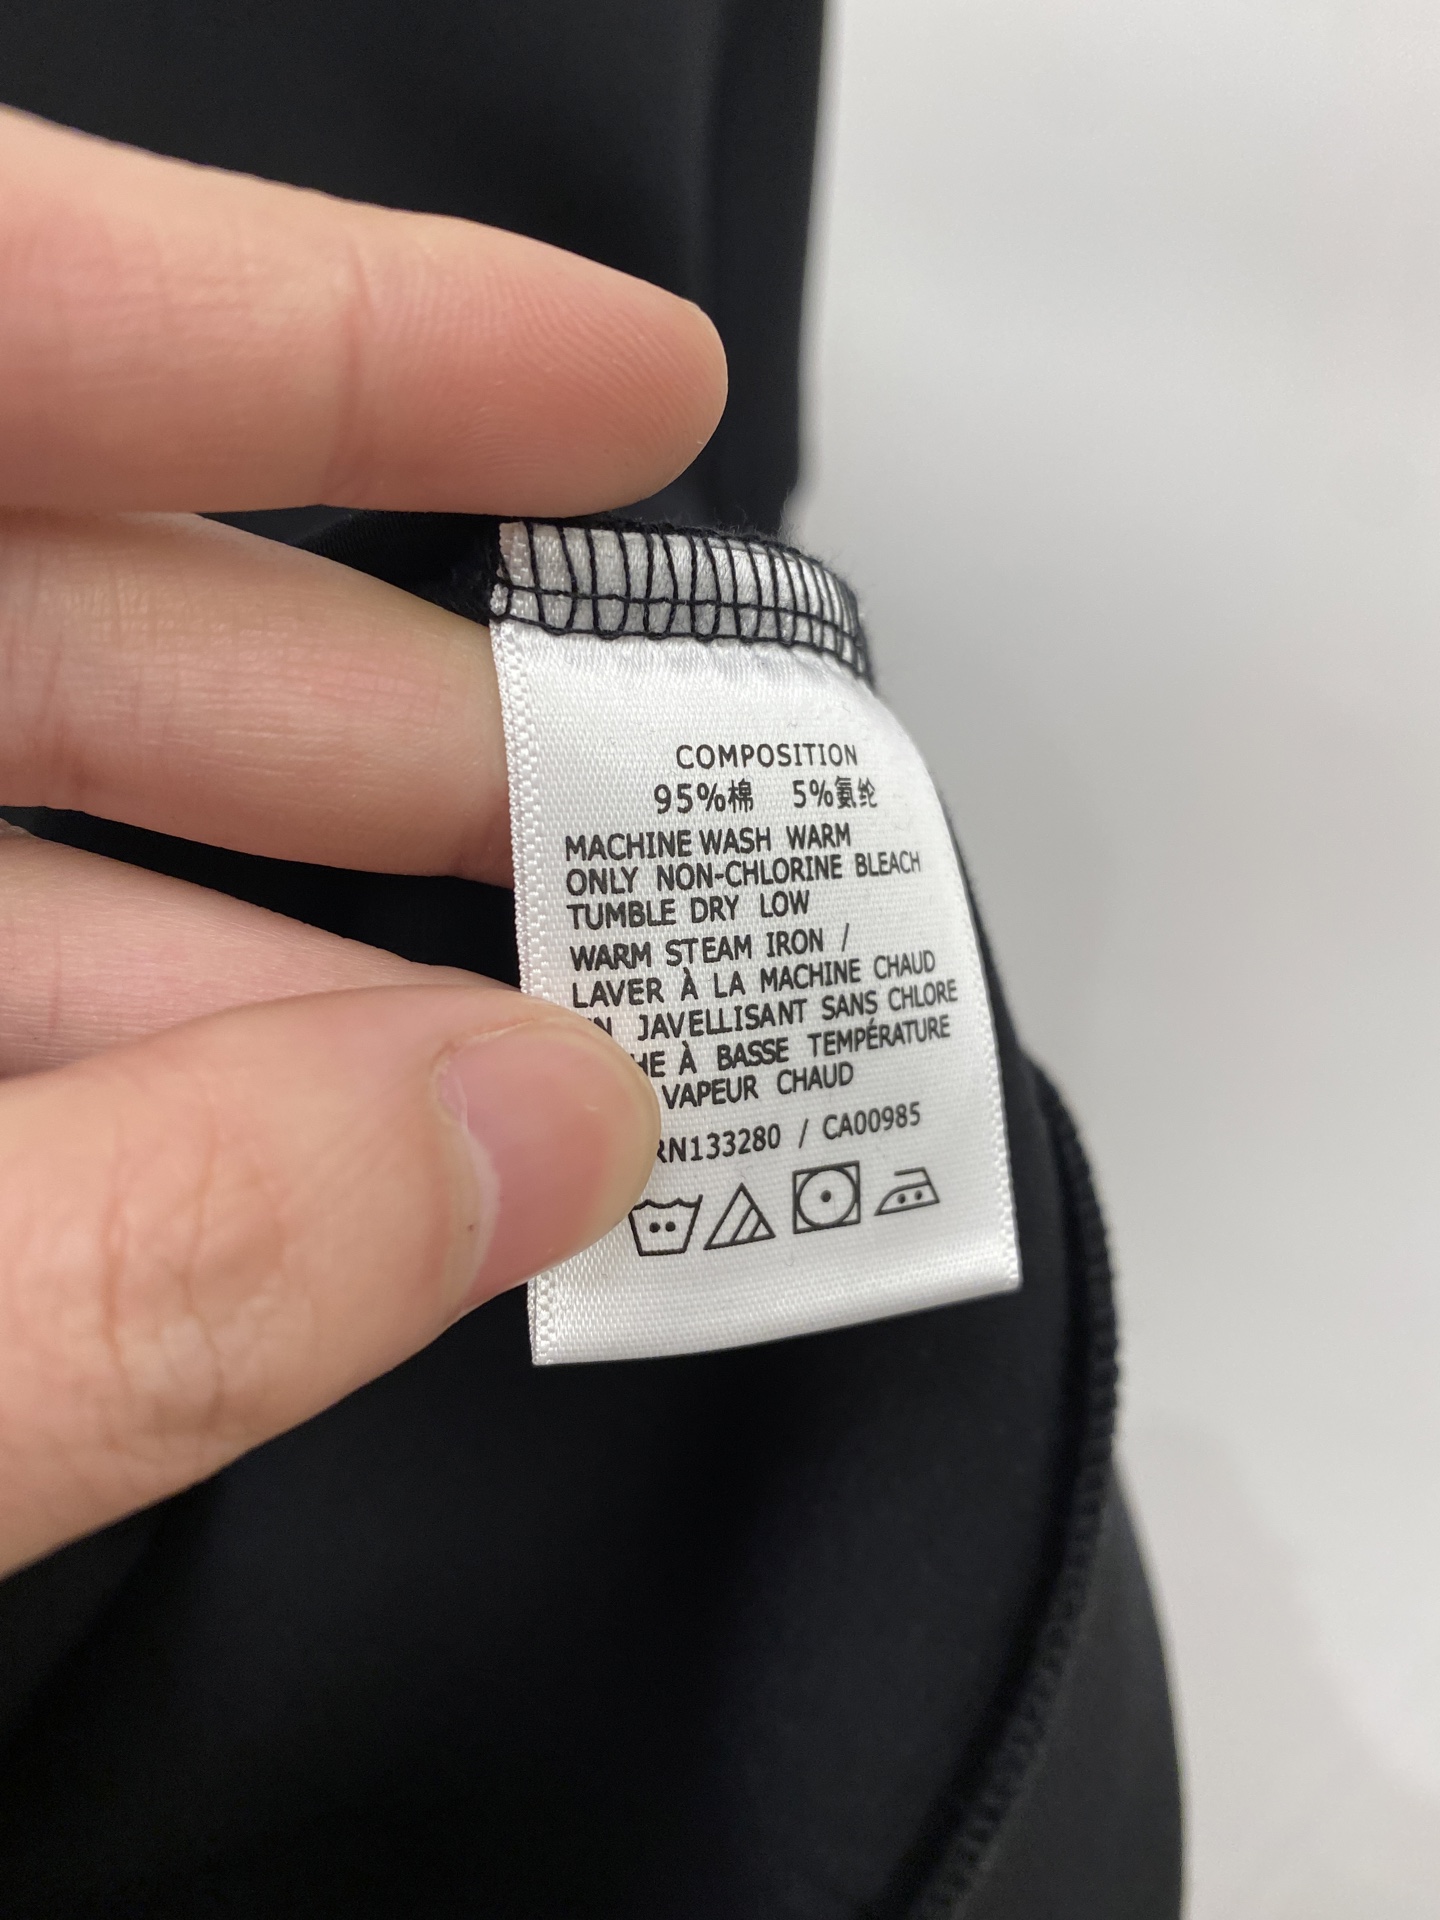 COMPOSITION
95%棉 5%氨纶
MACHINE WASH WARM
ONLY NON-CHLORINE BLEACH
TUMBLE DRY LOW
WARM STEAM IRON /
LAVER À LA MACHINE CHAUD
JAVELLISANT SANS CHLORE
À BASSE TEMPÉRATURE
VAPEUR CHAUD
RN133280 / CA00985